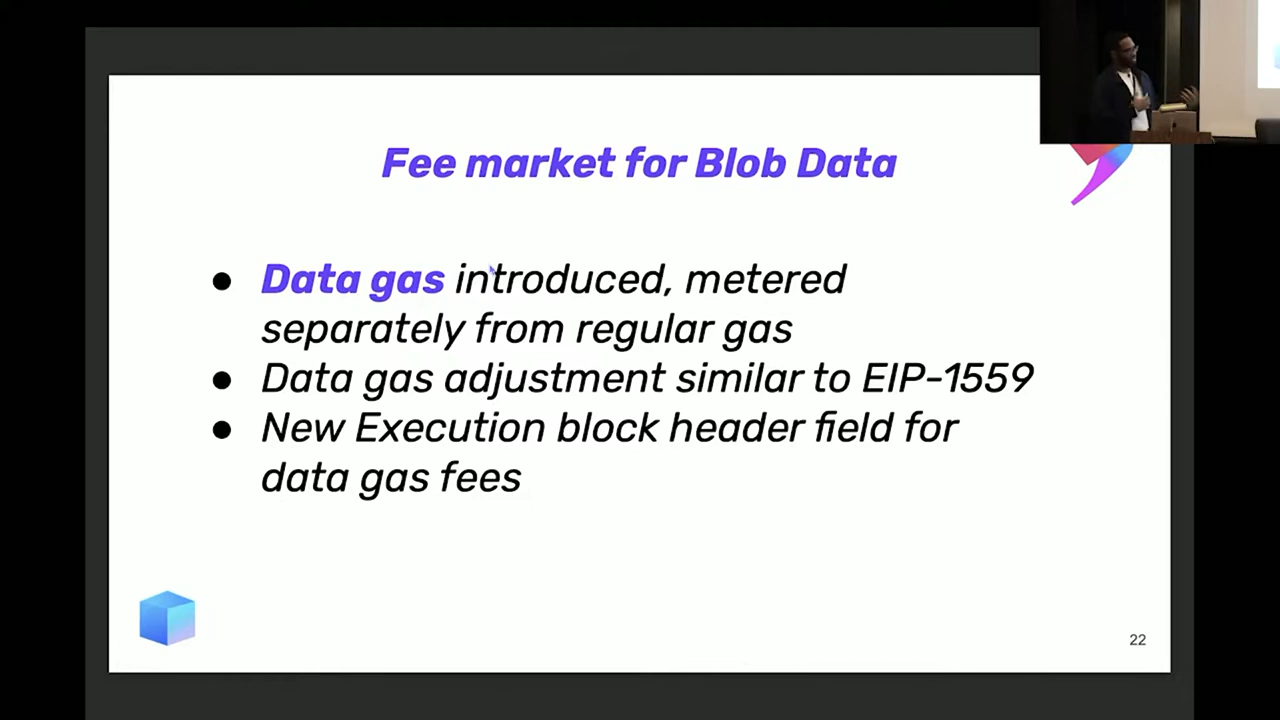 Fee market for Blob Data
● Data gas introduced, metered
separately from regular gas
● Data gas adjustment similar to EIP-1559
● New Execution block header field for
data gas fees
22